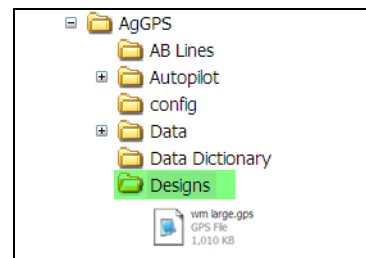 AgGPS
AB Lines
Autopilot
config
Data
Data Dictionary
Designs
wm large.gps
GPS File
1,010 KB